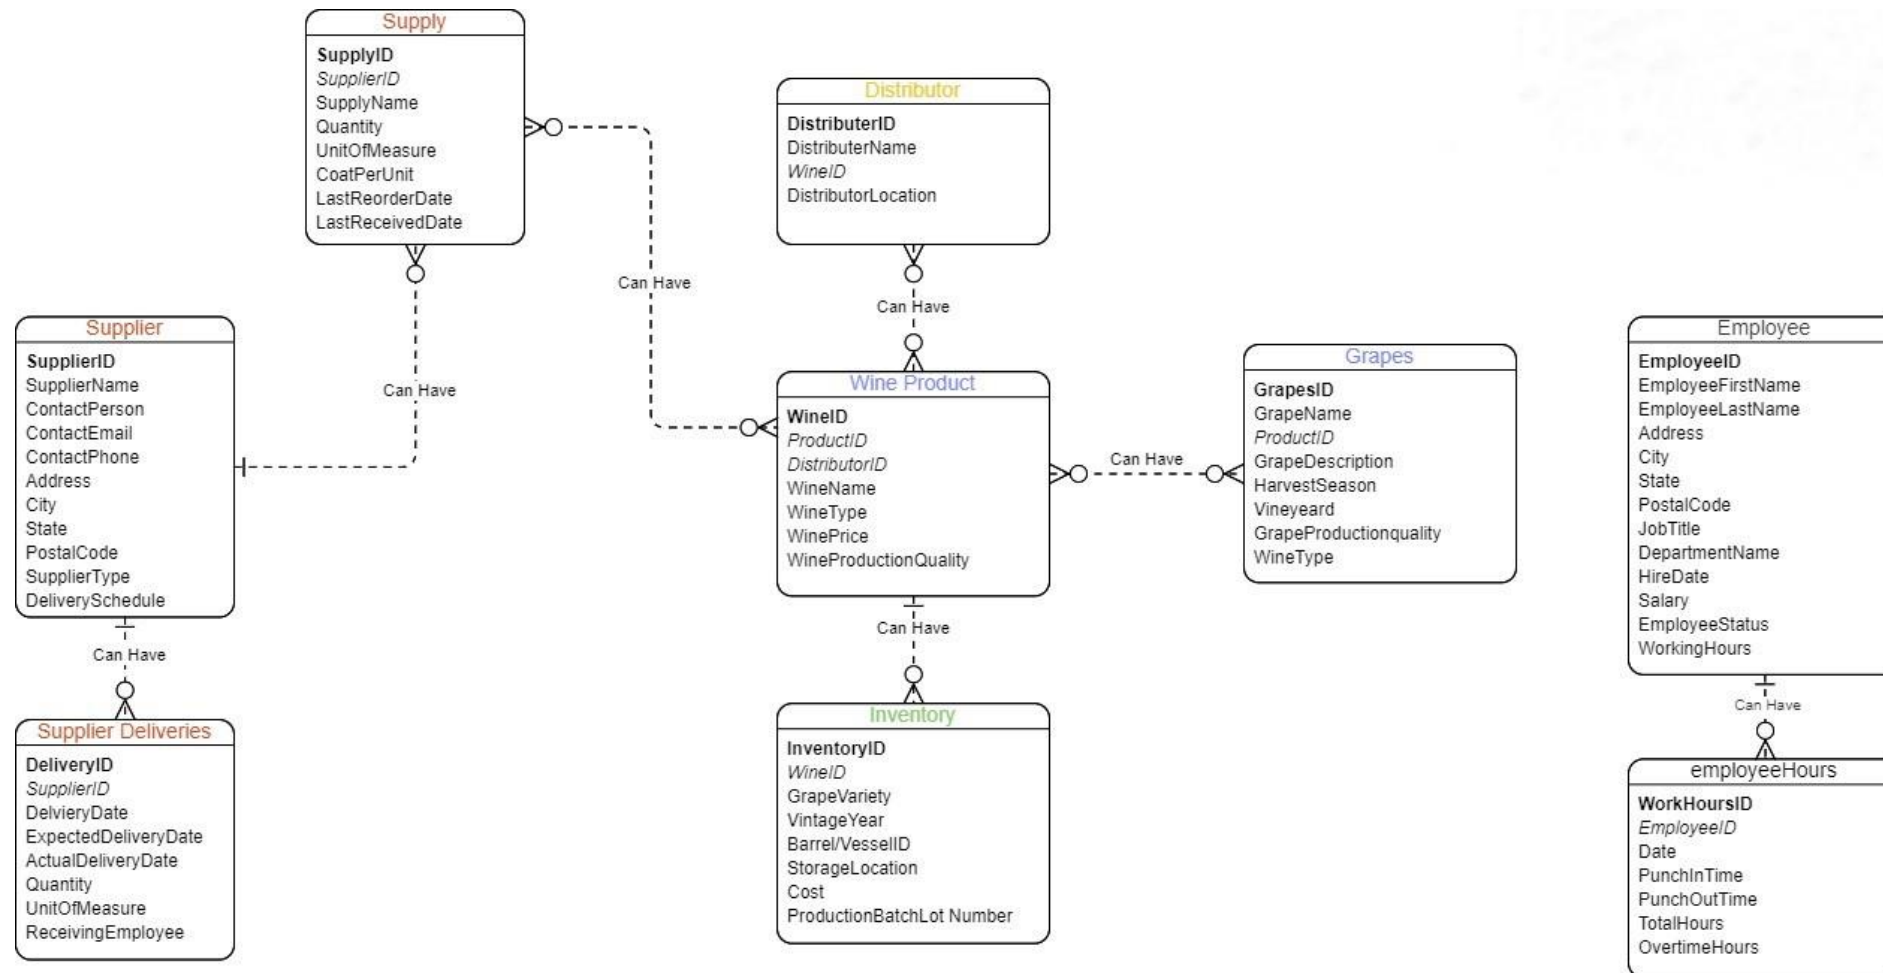 Supply
SupplyID
SupplierID
SupplyName
Quantity
UnitOfMeasure
CoatPerUnit
LastReorderDate
LastReceivedDate
Can Have
Can Have
Distributor
DistributerID
DistributerName
WineID
DistributorLocation
Can Have
Supplier
SupplierID
SupplierName
ContactPerson
ContactEmail
ContactPhone
Address
City
State
PostalCode
SupplierType
DeliverySchedule
Can Have
Supplier Deliveries
DeliveryID
SupplierID
DelvieryDate
ExpectedDeliveryDate
ActualDeliveryDate
Quantity
UnitOfMeasure
ReceivingEmployee
Wine Product
WineID
ProductID
DistributorID
WineName
WineType
WinePrice
WineProductionQuality
Can Have
Can Have
Inventory
InventoryID
WineID
GrapeVariety
VintageYear
Barrel/VesselID
StorageLocation
Cost
ProductionBatchLot Number
Grapes
GrapesID
GrapeName
ProductID
GrapeDescription
HarvestSeason
Vineyeard
GrapeProductionquality
WineType
Employee
EmployeeID
EmployeeFirstName
EmployeeLastName
Address
City
State
PostalCode
JobTitle
DepartmentName
HireDate
Salary
EmployeeStatus
WorkingHours
Can Have
employeeHours
WorkHoursID
EmployeeID
Date
PunchInTime
PunchOutTime
TotalHours
OvertimeHours